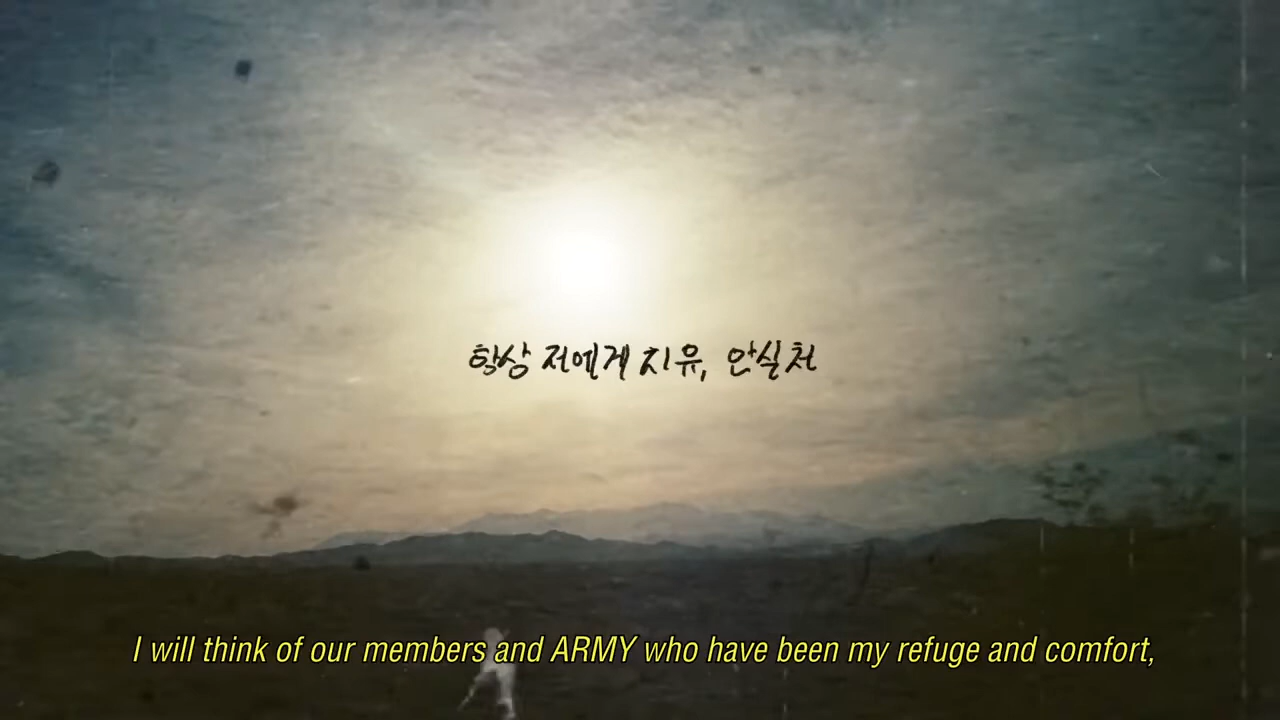 항상 저에게 치유, 안식처
I will think of our members and ARMY who have been my refuge and comfort,